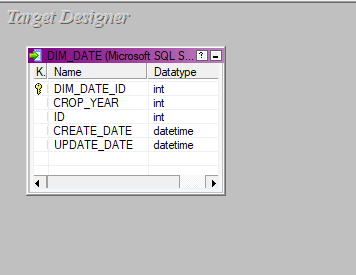 Target Designer
DIM_DATE (Microsoft SQL S...
K. Name Datatype
DIM_DATE_ID int
CROP_YEAR int
ID int
CREATE_DATE datetime
UPDATE_DATE datetime